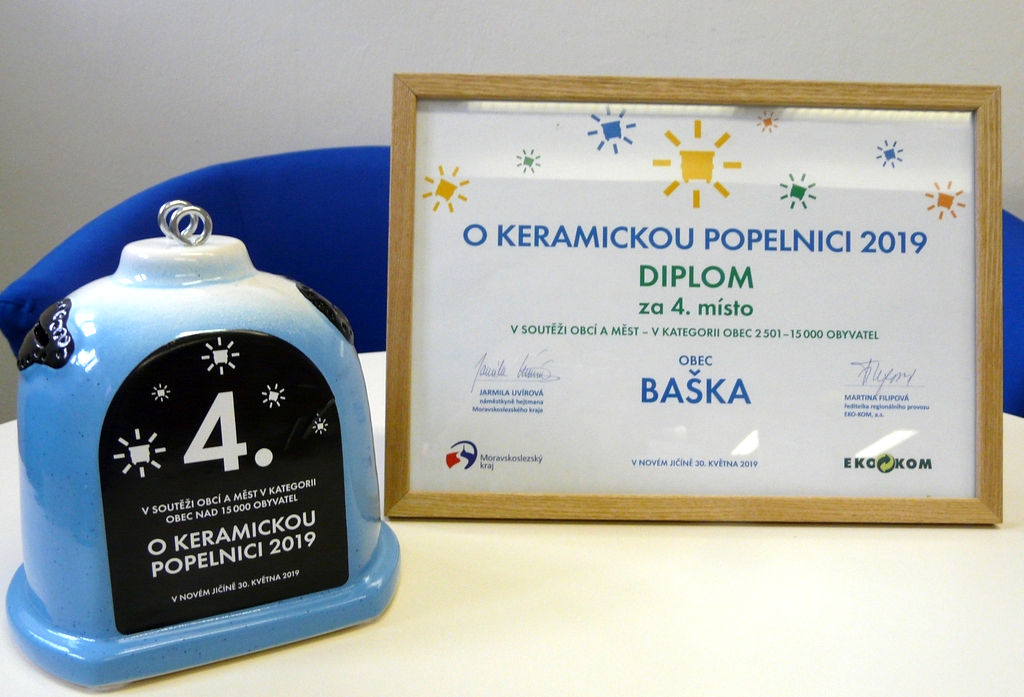 4.
V SOUTĚŽI OBCÍ A MĚST V KATEGORII
OBEC NAD 15 000 OBYVATEL
O KERAMICKOU
POPELNICI 2019
V NOVÉM JIČÍNĚ 30. KVĚTNA 2019
O KERAMICKOU POPELNICI 2019
DIPLOM
za 4. místo
V SOUTĚŽI OBCÍ A MĚST – V KATEGORII OBEC 2 501–15 000 OBYVATEL
OBEC
BAŠKA
JARMILA UVÍROVÁ
náměstkyně hejtmana
Moravskoslezského kraje
MARTINA FILIPOVÁ
ředitelka regionálního provozu
EKO-KOM, a.s.
Moravskoslezský
kraj
V NOVÉM JIČÍNĚ 30. KVĚTNA 2019
EKO KOM